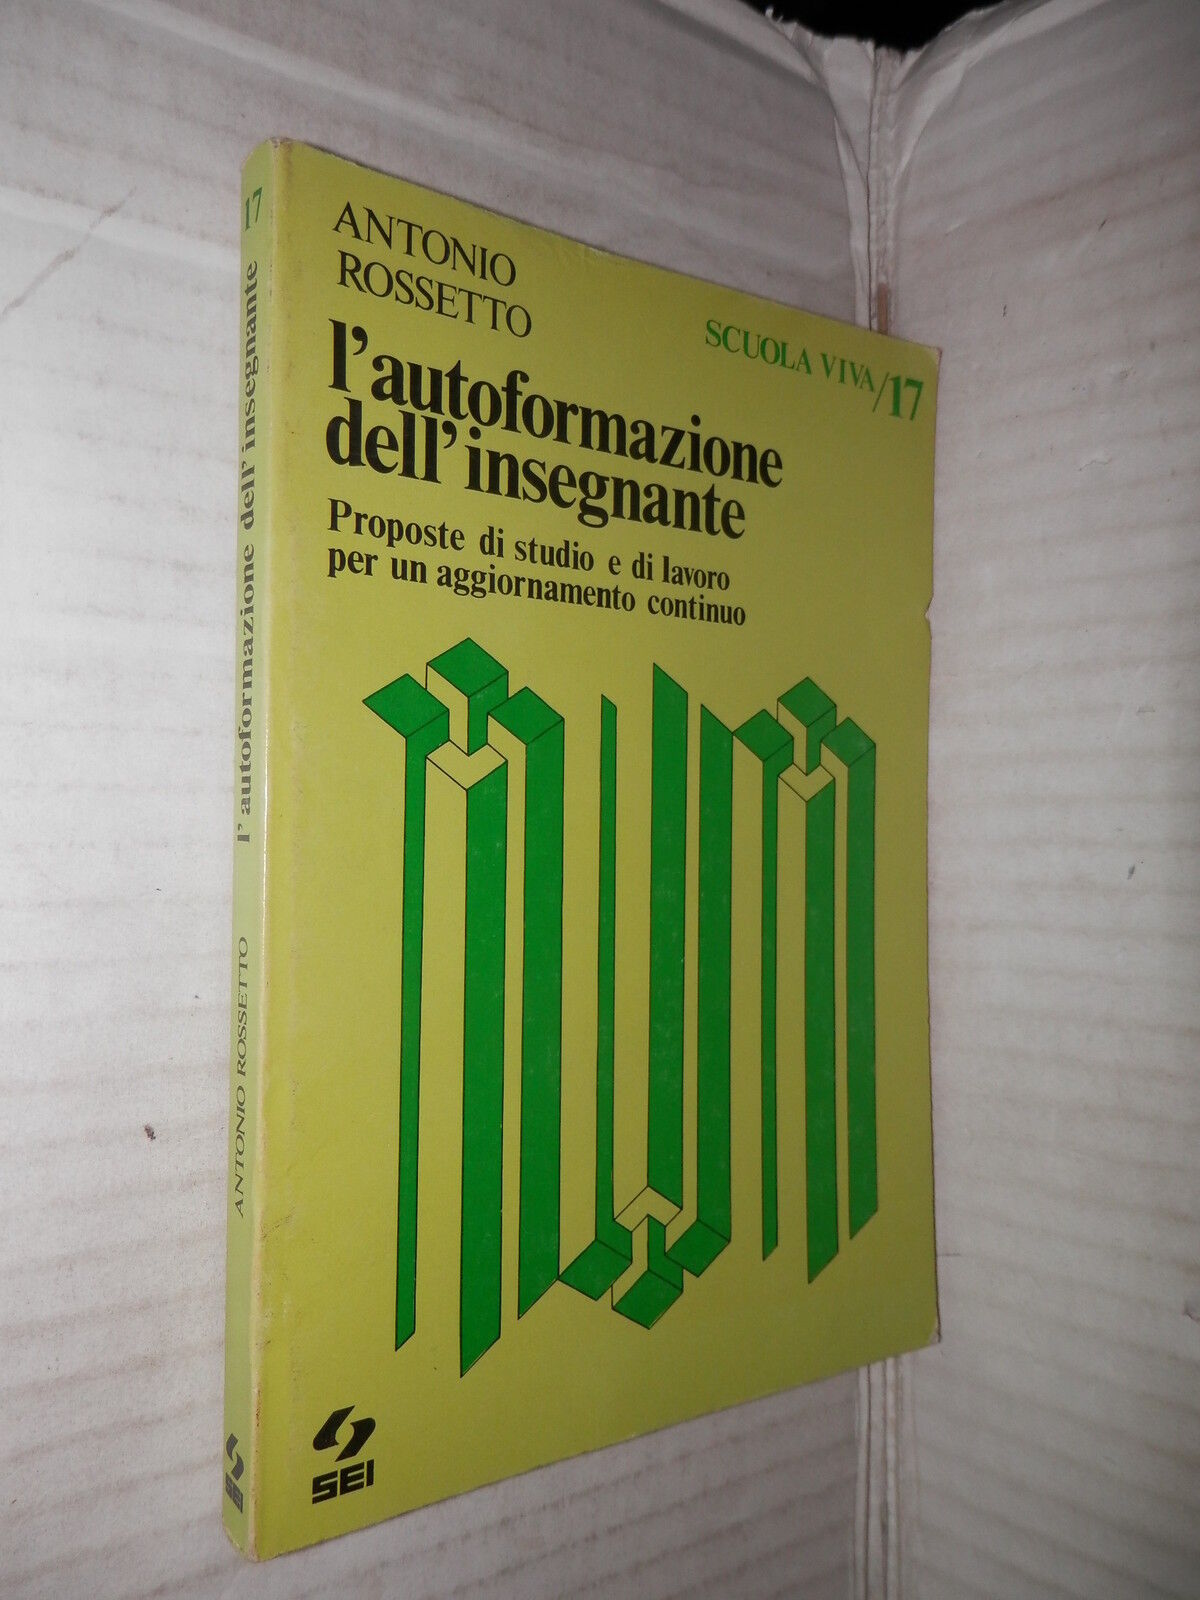 ANTONIO
ROSSETTO
SCUOLA VIVA/17
l'autoformazione
dell'insegnante
Proposte di studio e di lavoro
per un aggiornamento continuo
SEI
17
l'autoformazione dell'insegnante
ANTONIO ROSSETTO
SEI